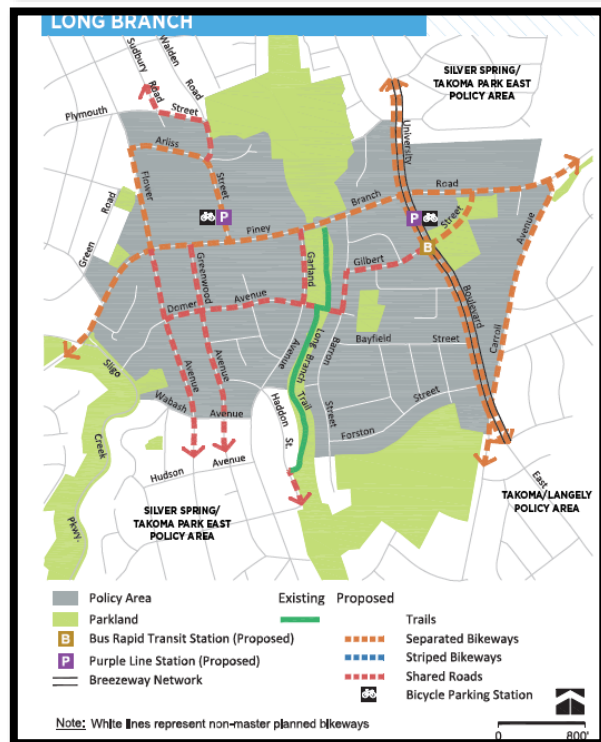 LONG BRANCH
Sudbury
Road
Walden
Road
SILVER SPRING/
TAKOMA PARK EAST
POLICY AREA
Plymouth
Street
University
Arliss
Street
Flower
Road
Green
P
Branch
Road
P
Street
B
Piney
Avenue
Greenwood
Garland
Gilbert
Domer
Avenue
Boulevard
Carroll
Bayfield
Street
Sligo
Creek
Pkwy.
Avenue
Avenue
Avenue
Long Branch Trail
Barron
Street
Wabash
Avenue
Haddon
St.
Street
Forston
Hudson
Avenue
East
SILVER SPRING/
TAKOMA PARK EAST
POLICY AREA
TAKOMA/LANGELY
POLICY AREA
Policy Area
Parkland
B Bus Rapid Transit Station (Proposed)
P Purple Line Station (Proposed)
Breezeway Network
Existing Proposed
Trails
Separated Bikeways
Striped Bikeways
Shared Roads
Bicycle Parking Station
Note: White lines represent non-master planned bikeways
0 800'